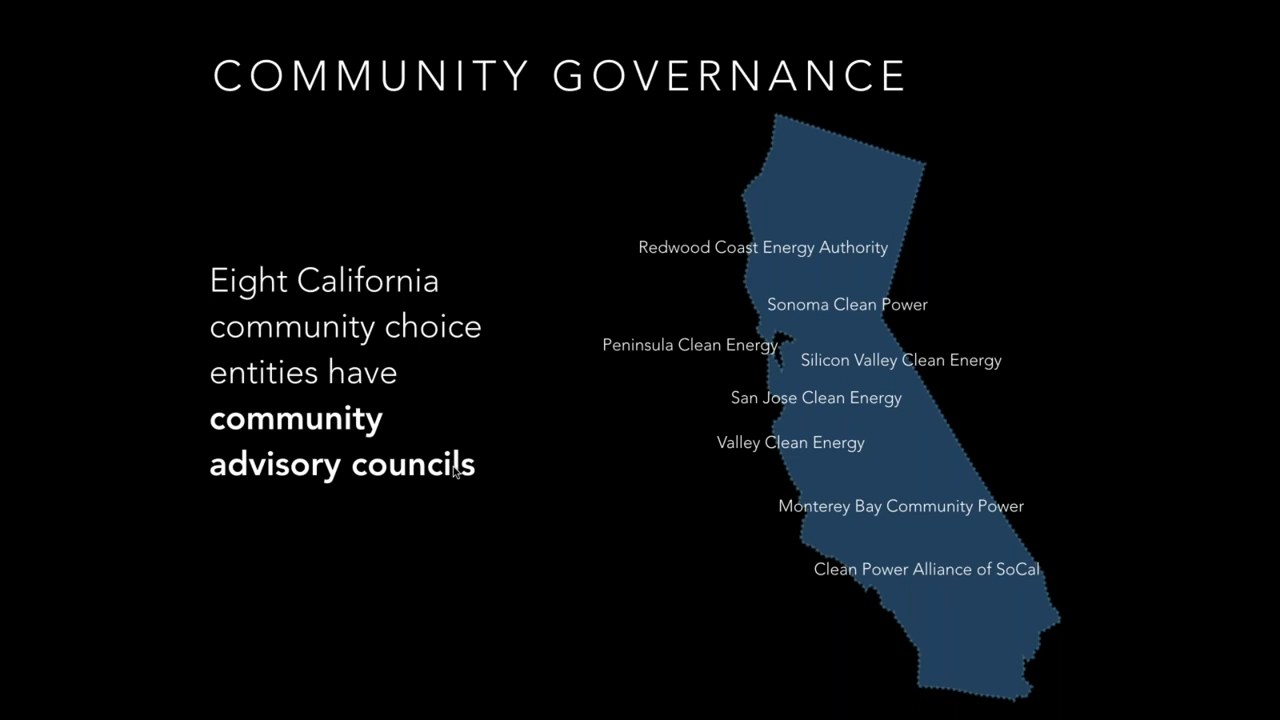 COMMUNITY GOVERNANCE
Eight California
community choice
entities have
community
advisory councils
Redwood Coast Energy Authority
Sonoma Clean Power
Peninsula Clean Energy
Silicon Valley Clean Energy
San Jose Clean Energy
Valley Clean Energy
Monterey Bay Community Power
Clean Power Alliance of SoCal